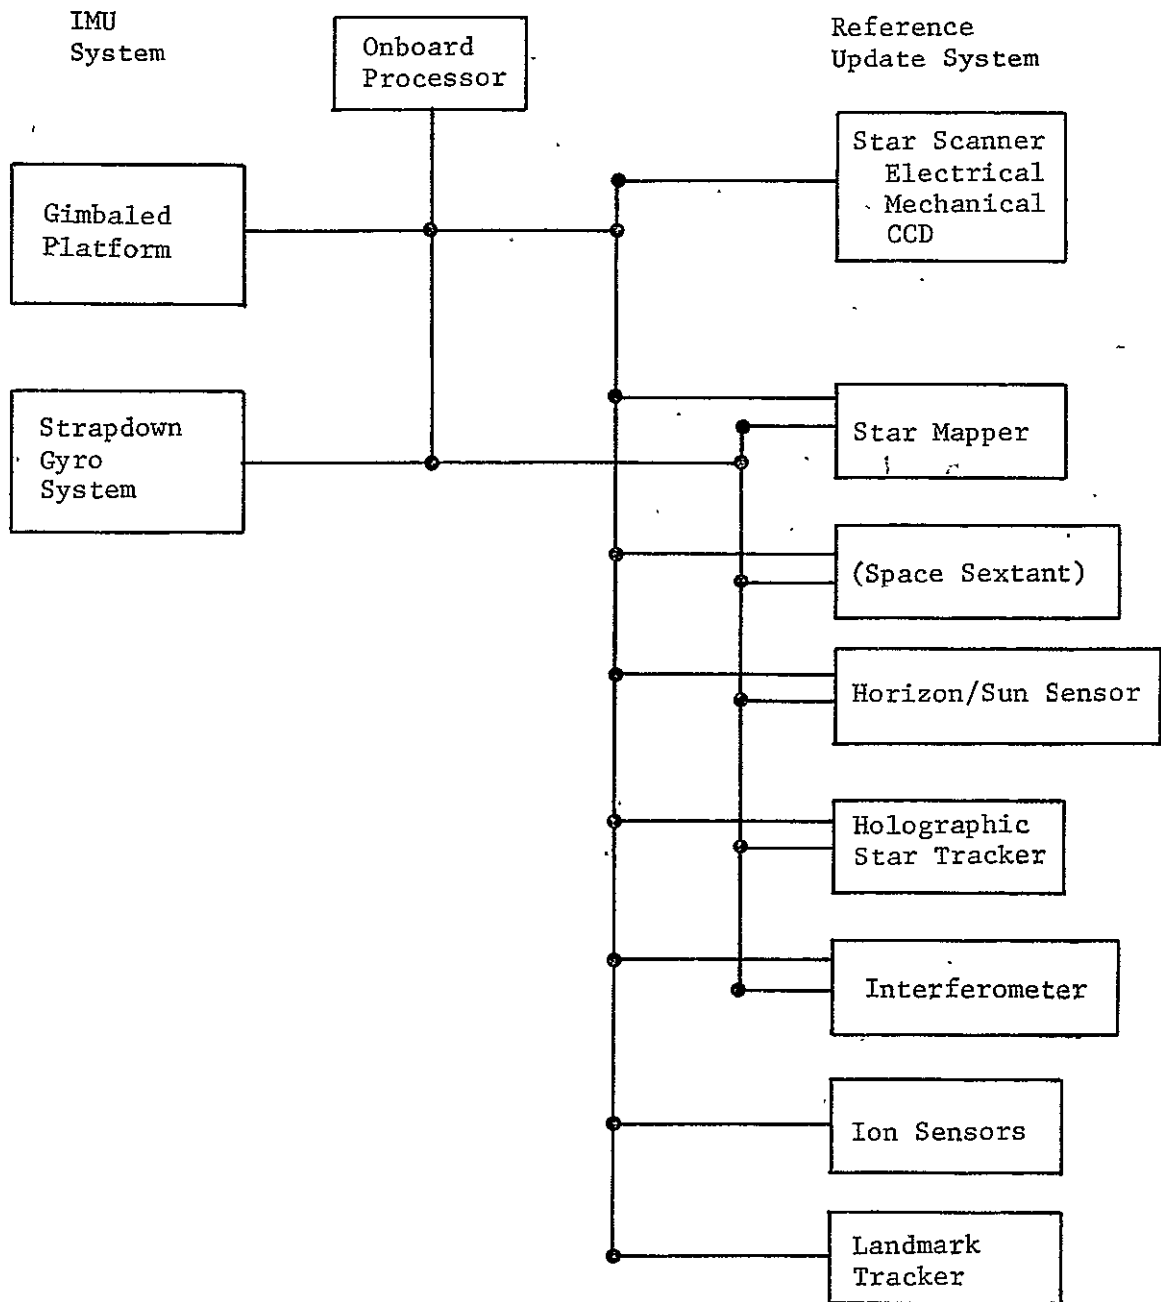 IMU
System
Onboard
Processor
Reference
Update System
Star Scanner
Electrical
Mechanical
CCD
Gimbaled
Platform
Strapdown
Gyro
System
Star Mapper
(Space Sextant)
Horizon/Sun Sensor
Holographic
Star Tracker
Interferometer
Ion Sensors
Landmark
Tracker